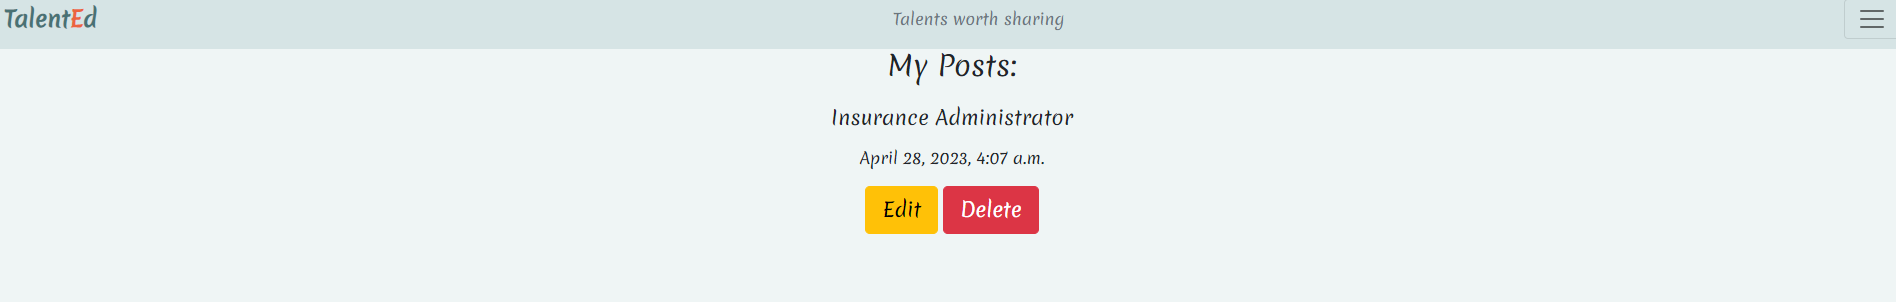 TalentEd
Talents worth sharing
My Posts:
Insurance Administrator
April 28, 2023, 4:07 a.m.
Edit Delete